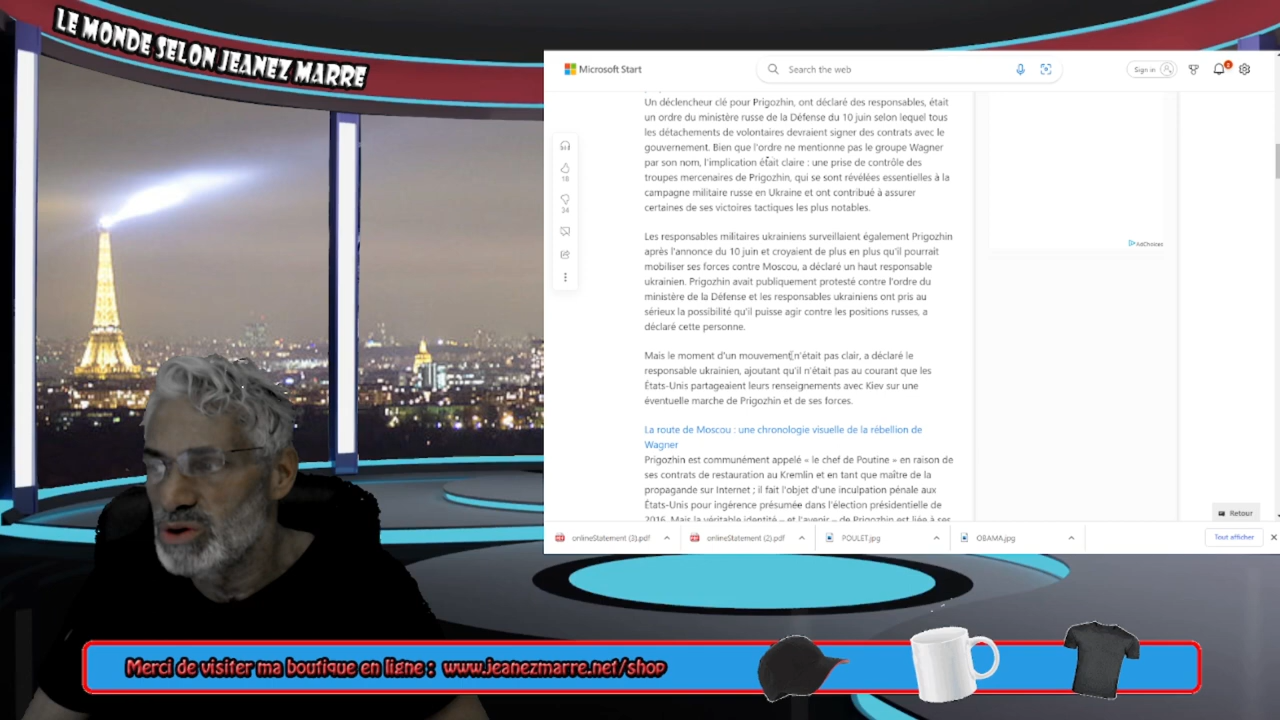 LE MONDE SELON JEANEZ MARRE
Microsoft Start
Search the web
Sign in
Un déclencheur clé pour Prigozhin, ont déclaré des responsables, était
un ordre du ministère russe de la Défense du 10 juin selon lequel tous
les détachements de volontaires devraient signer des contrats avec le
gouvernement. Bien que l'ordre ne mentionne pas le groupe Wagner
par son nom, l'implication était claire : une prise de contrôle des
troupes mercenaires de Prigozhin, qui se sont révélées essentielles à la
campagne militaire russe en Ukraine et ont contribué à assurer
certaines de ses victoires tactiques les plus notables.
18
34
AdChoices
Les responsables militaires ukrainiens surveillaient également Prigozhin
après l'annonce du 10 juin et croyaient de plus en plus qu'il pourrait
mobiliser ses forces contre Moscou, a déclaré un haut responsable
ukrainien. Prigozhin avait publiquement protesté contre l'ordre du
ministère de la Défense et les responsables ukrainiens ont pris au
sérieux la possibilité qu'il puisse agir contre les positions russes, a
déclaré cette personne.
Mais le moment d'un mouvement n'était pas clair, a déclaré le
responsable ukrainien, ajoutant qu'il n'était pas au courant que les
États-Unis partageaient leurs renseignements avec Kiev sur une
éventuelle marche de Prigozhin et de ses forces.
La route de Moscou : une chronologie visuelle de la rébellion de
Wagner
Prigozhin est communément appelé « le chef de Poutine » en raison de
ses contrats de restauration au Kremlin et en tant que maître de la
propagande sur Internet ; il fait l'objet d'une inculpation pénale aux
États-Unis pour ingérence présumée dans l'élection présidentielle de
2016. Mais la véritable identité – et l'avenir – de Prigozhin est liée à ses
Retour
onlineStatement (3).pdf
onlineStatement (2).pdf
POULET.jpg
OBAMA.jpg
Tout afficher
Merci de visiter ma boutique en ligne : www.jeanezmarre.net/shop